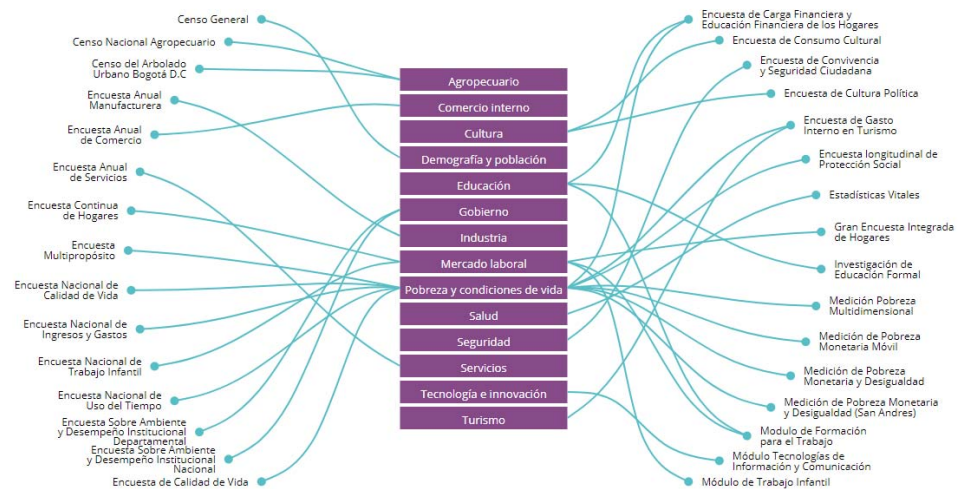 Censo General
Censo Nacional Agropecuario
Censo del Arbolado
Urbano Bogotá D.C
Encuesta Anual
Manufacturera
Encuesta Anual
de Comercio
Encuesta Anual
de Servicios
Encuesta Continua
de Hogares
Encuesta
Multipropósito
Encuesta Nacional de
Calidad de Vida
Encuesta Nacional de
Ingresos y Gastos
Encuesta Nacional de
Trabajo Infantil
Encuesta Nacional de
Uso del Tiempo
Encuesta Sobre Ambiente
y Desempeño Institucional
Departamental
Encuesta Sobre Ambiente
y Desempeño Institucional
Nacional
Encuesta de Calidad de Vida
Agropecuario
Comercio interno
Cultura
Demografía y población
Educación
Gobierno
Industria
Mercado laboral
Pobreza y condiciones de vida
Salud
Seguridad
Servicios
Tecnología e innovación
Turismo
Encuesta de Carga Financiera y
Educación Financiera de los Hogares
Encuesta de Consumo Cultural
Encuesta de Convivencia
y Seguridad Ciudadana
Encuesta de Cultura Política
Encuesta de Gasto
Interno en Turismo
Encuesta longitudinal de
Protección Social
Estadísticas Vitales
Gran Encuesta Integrada
de Hogares
Investigación de
Educación Formal
Medición Pobreza
Multidimensional
Medición de Pobreza
Monetaria Móvil
Medición de Pobreza
Monetaria y Desigualdad
Medición de Pobreza Monetaria
y Desigualdad (San Andres)
Modulo de Formación
para el Trabajo
Módulo Tecnologías de
Información y Comunicación
Módulo de Trabajo Infantil